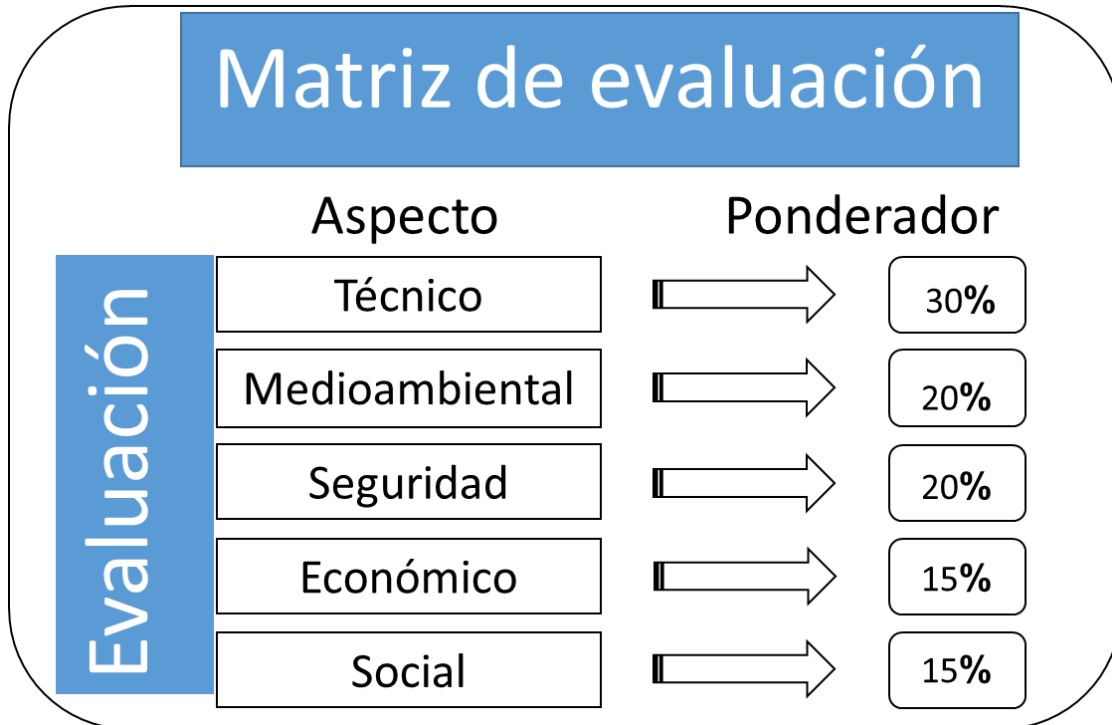 Matriz de evaluación
Aspecto Ponderador
Evaluación
Técnico 30%
Medioambiental 20%
Seguridad 20%
Económico 15%
Social 15%